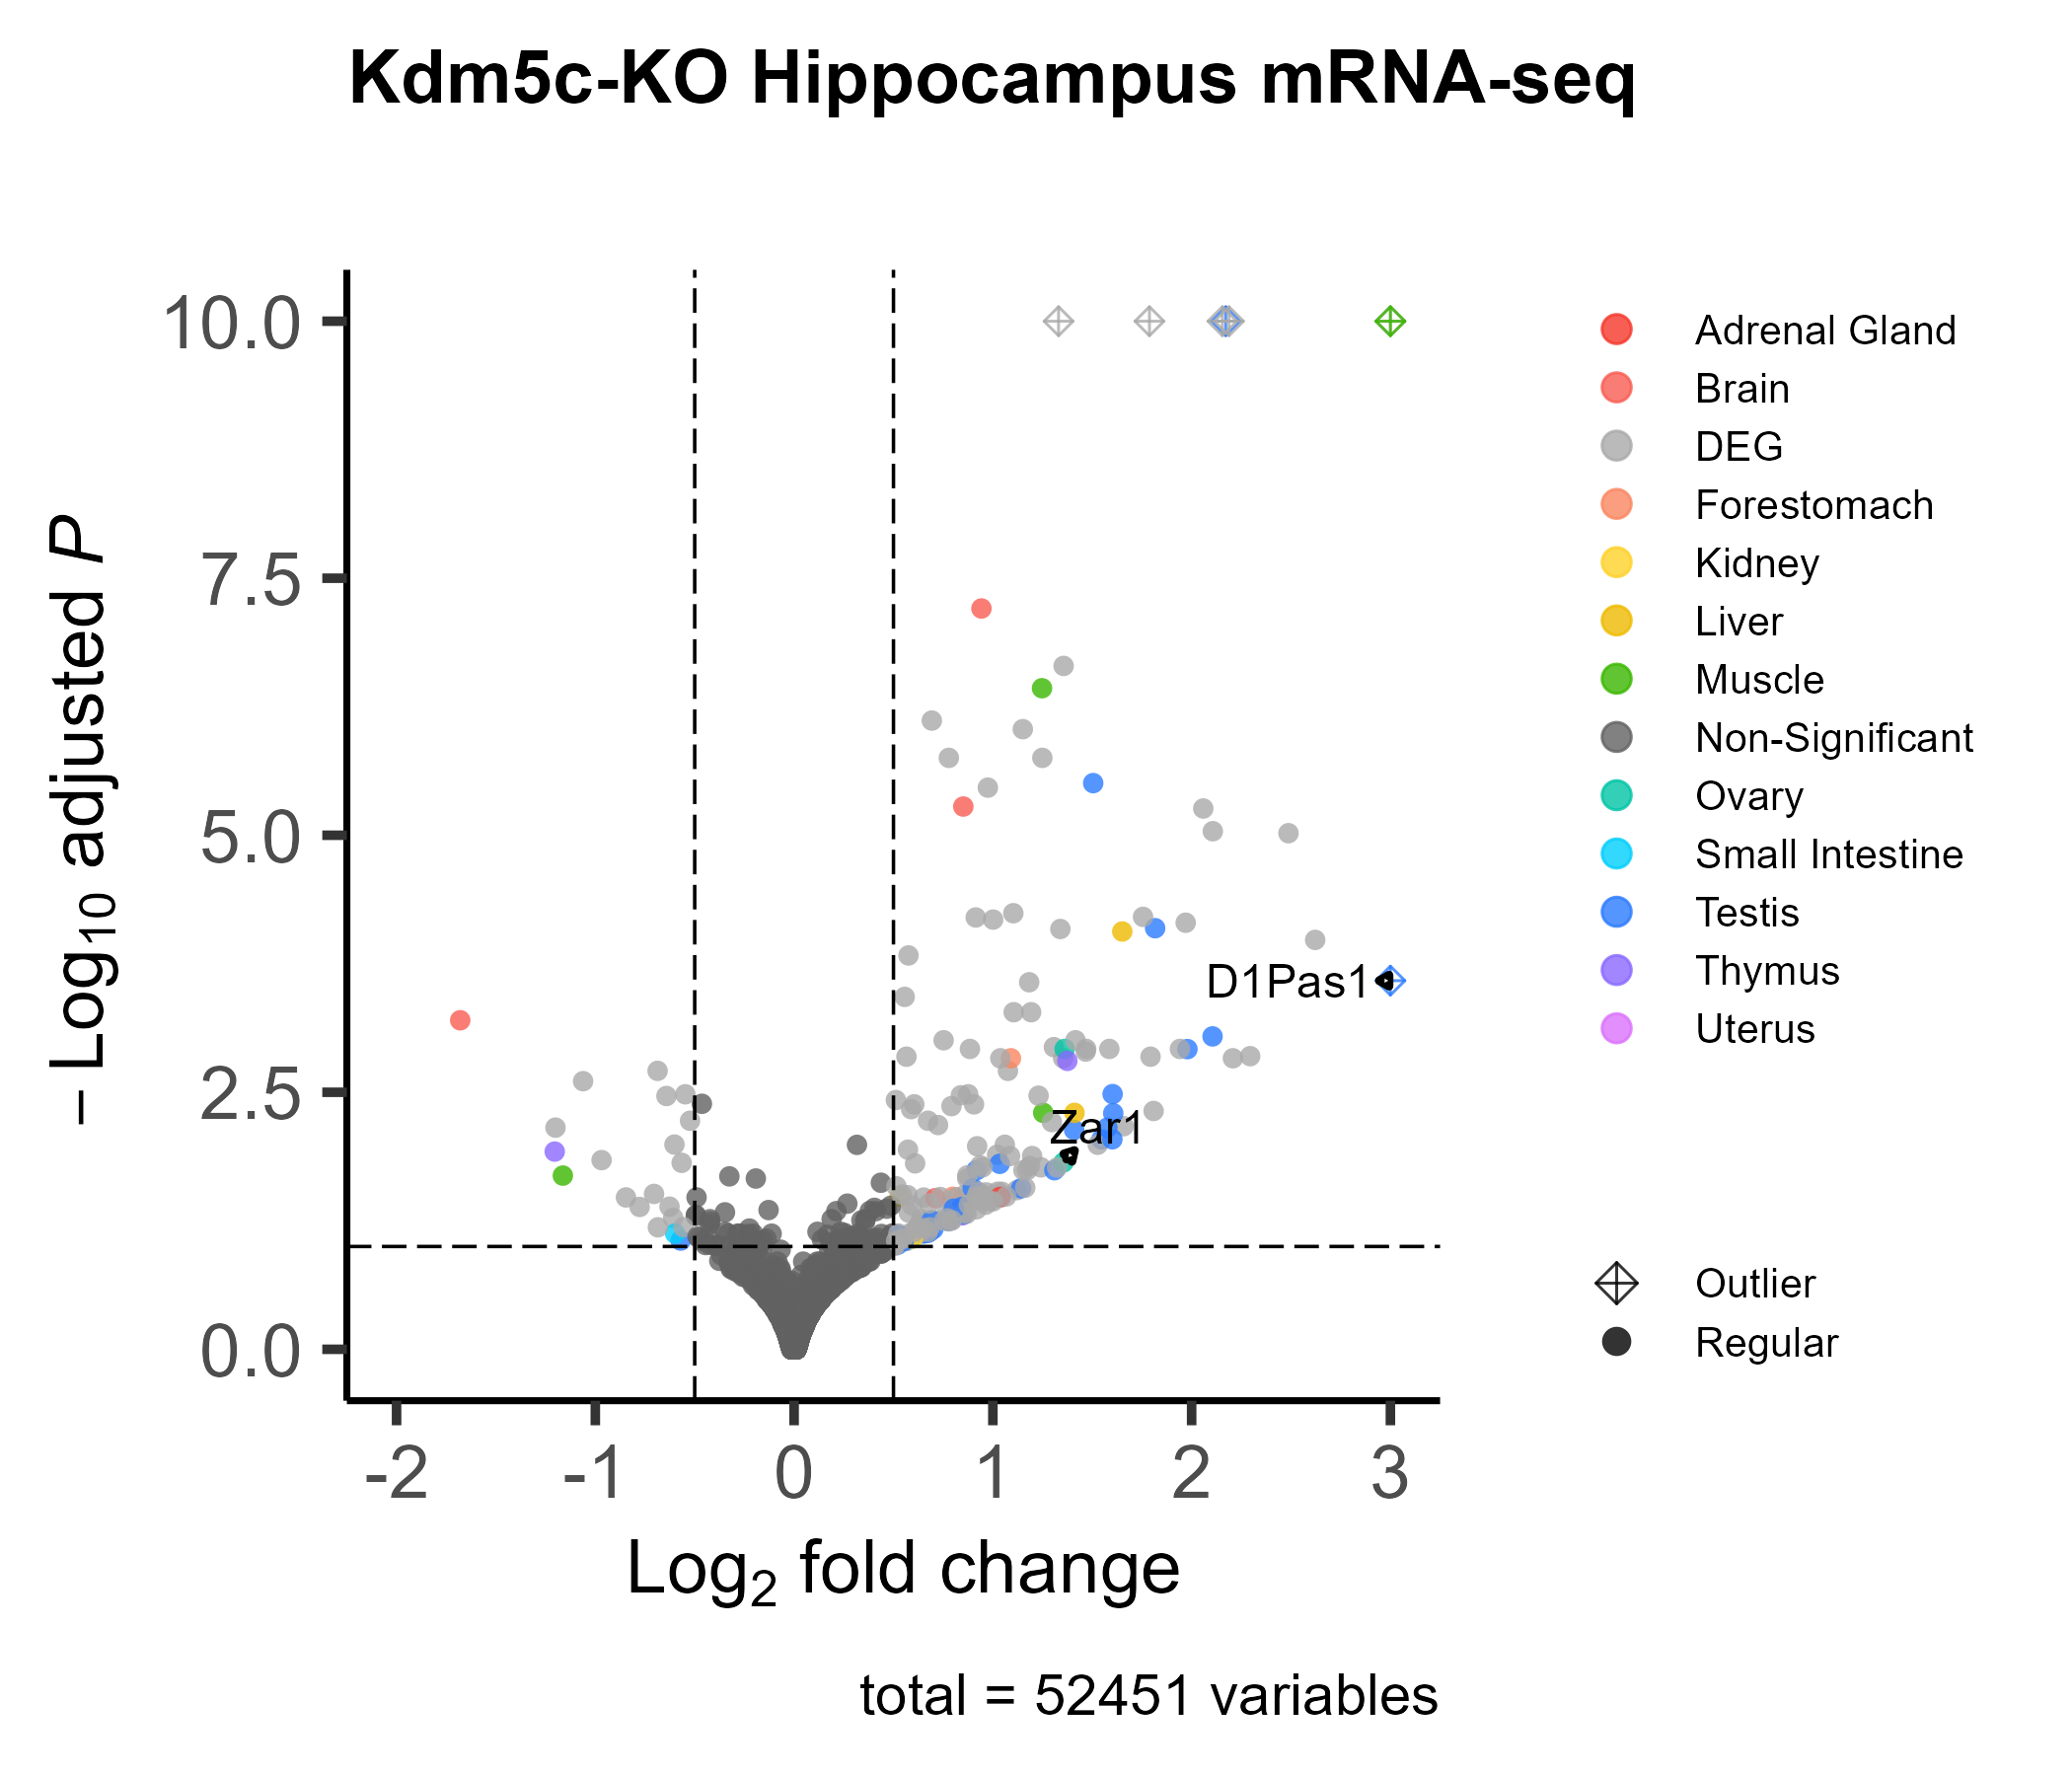 Kdm5c-KO Hippocampus mRNA-seq
− Log10 adjusted P
10.0
7.5
5.0
2.5
0.0
-2 -1 0 1 2 3
Log2 fold change
D1Pas1
Zar1
Adrenal Gland
Brain
DEG
Forestomach
Kidney
Liver
Muscle
Non-Significant
Ovary
Small Intestine
Testis
Thymus
Uterus
Outlier
Regular
total = 52451 variables